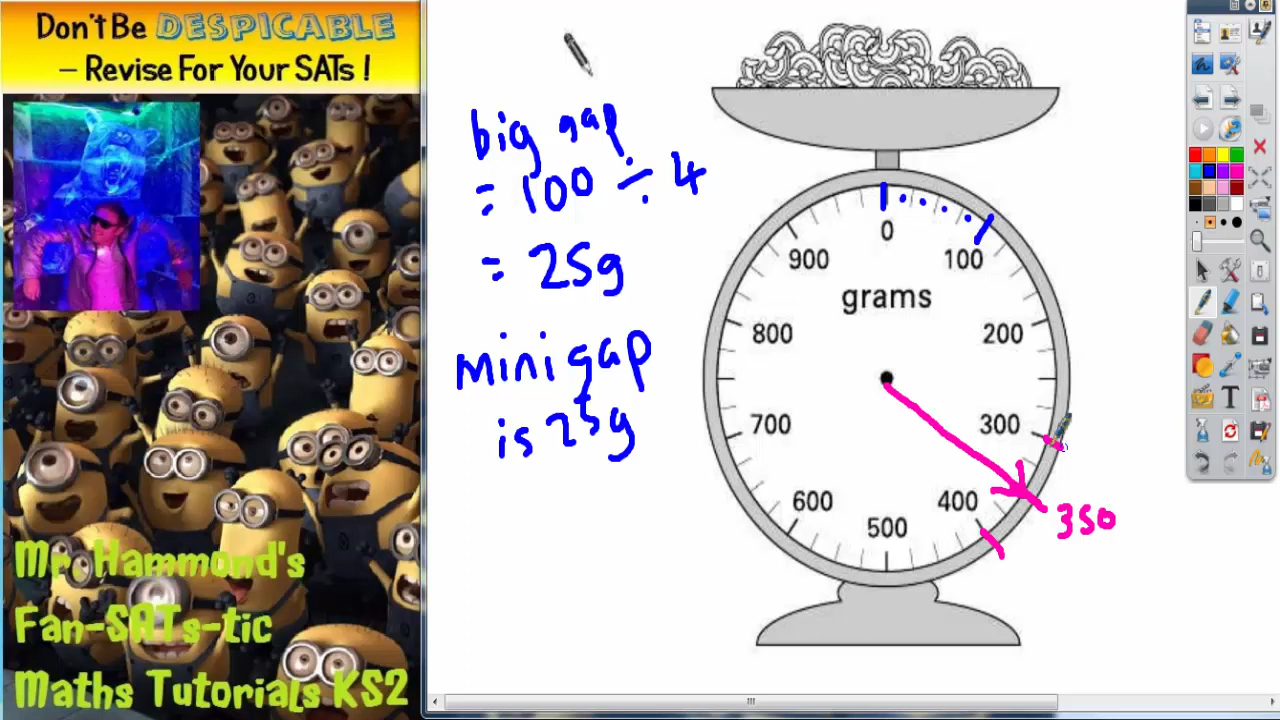 Don't Be DESPICABLE
– Revise For Your SATs !
Mr Hammond's
Fan-SATs-tic
Maths Tutorials KS2
big gap
= 100 ÷ 4
= 25g
mini gap
is 25g
0
100
200
300
400
500
600
700
800
900
grams
350
T